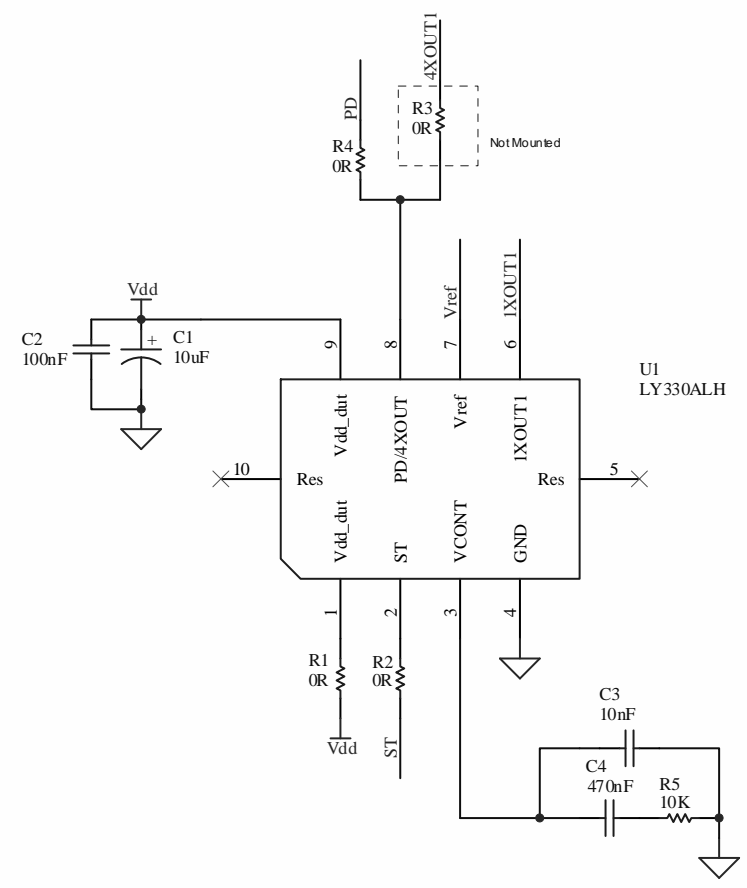 4XOUT1
PD
R3
0R
R4
0R
Not Mounted
Vref
1XOUT1
Vdd
C2
100nF
+
C1
10uF
9
8
7
6
U1
LY330ALH
Vdd_dut
PD/4XOUT
Vref
1XOUT1
10
Res
Res
5
Vdd_dut
ST
VCONT
GND
1
2
3
4
R1
0R
R2
0R
Vdd
ST
C3
10nF
C4
470nF
R5
10K